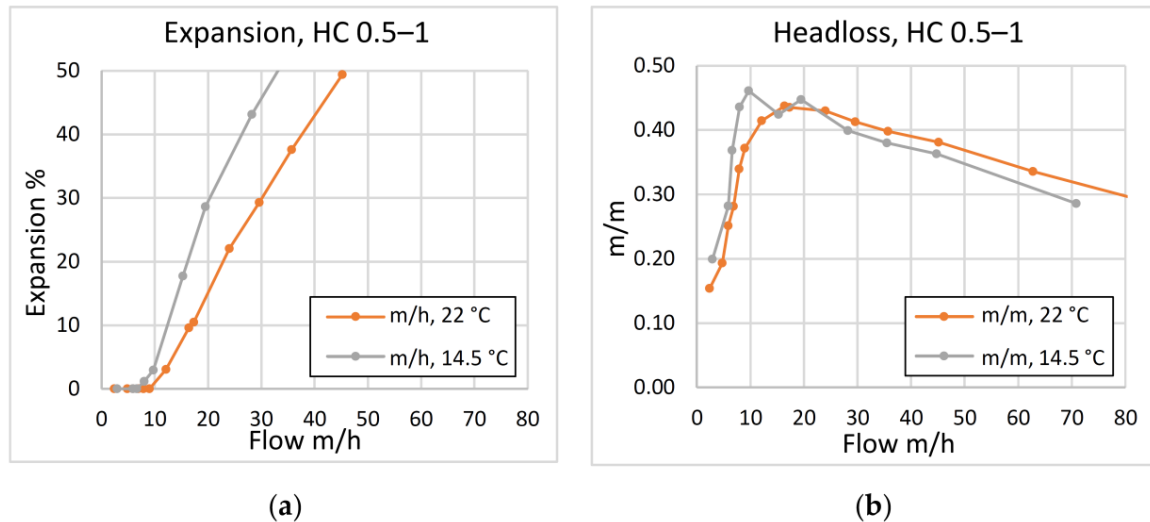 Expansion, HC 0.5–1
50
40
30
20
10
0
Expansion %
m/h, 22 °C
m/h, 14.5 °C
0 10 20 30 40 50 60 70 80
Flow m/h
(a)
Headloss, HC 0.5–1
0.50
0.40
0.30
0.20
0.10
0.00
m/m
m/m, 22 °C
m/m, 14.5 °C
0 10 20 30 40 50 60 70 80
Flow m/h
(b)